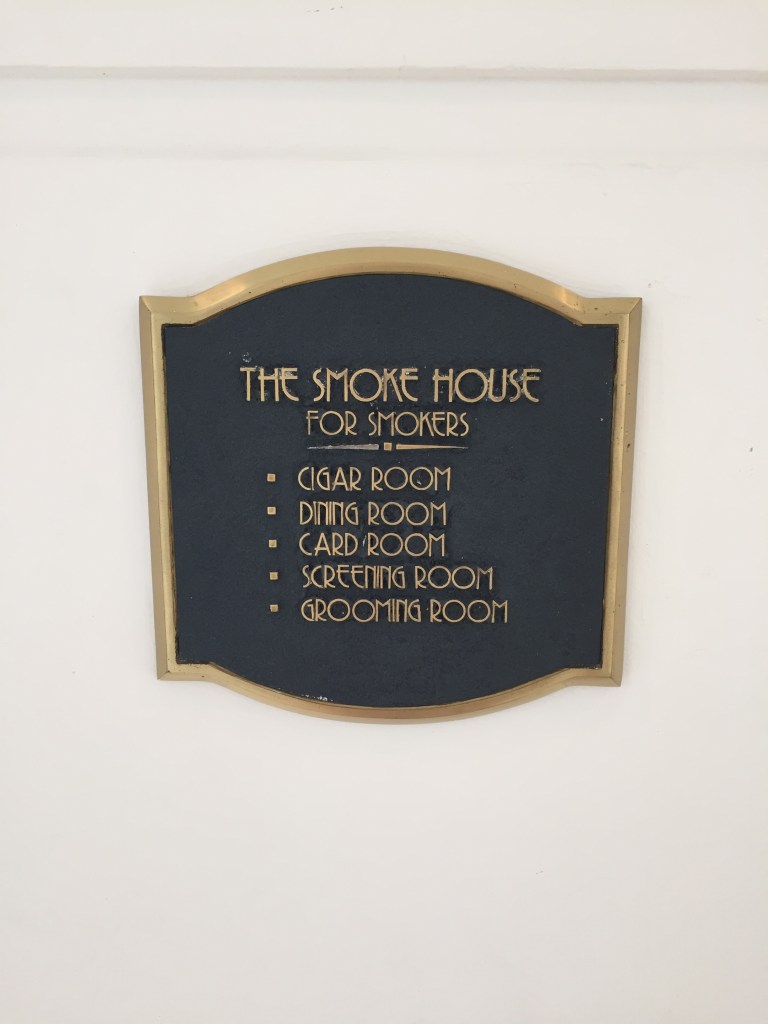 THE SMOKE HOUSE
FOR SMOKERS
▪ CIGAR ROOM
▪ DINING ROOM
▪ CARD ROOM
▪ SCREENING ROOM
▪ GROOMING ROOM